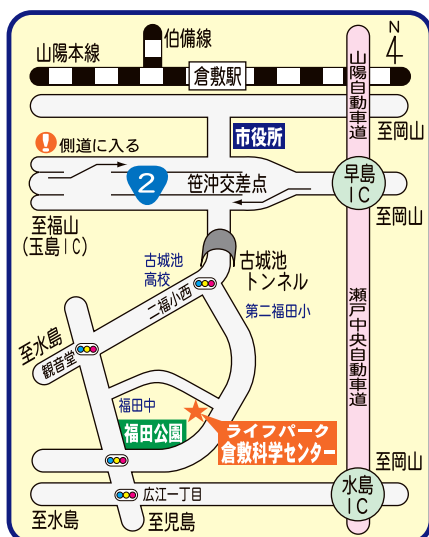 伯備線
N
山陽本線
倉敷駅
山陽自動車道
市役所
至岡山
側道に入る
2
笹沖交差点
早島
IC
至福山
(玉島IC)
至岡山
古城池
高校
古城池
トンネル
二福小西
第二福田小
瀬戸中央自動車道
至水島
観音堂
福田中
福田公園
ライフパーク
倉敷科学センター
至岡山
水島
IC
広江一丁目
至水島
至児島